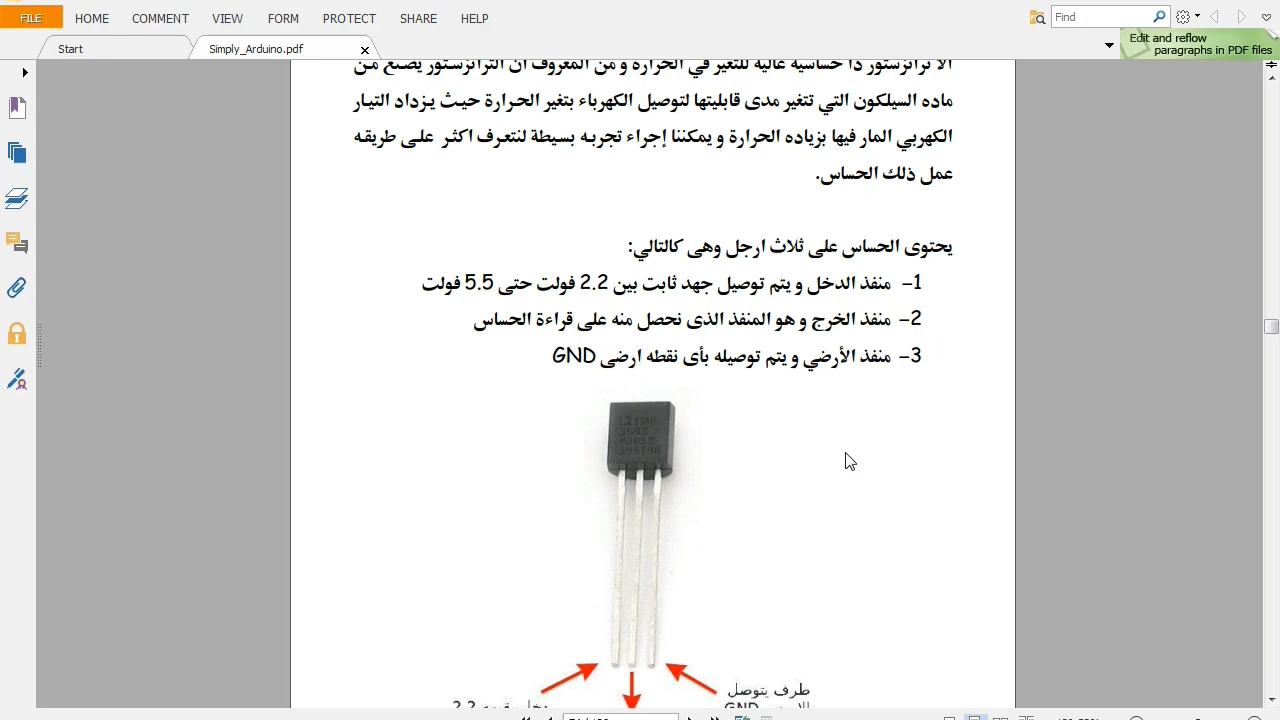 FILE HOME COMMENT VIEW FORM PROTECT SHARE HELP
Find
Start
Simply_Arduino.pdf
Edit and reflow
paragraphs in PDF files
الا ترانزستور ذا حساسية عالية للتغير في الحرارة و من المعروف ان الترانزستور يصنع من
ماده السيلكون التي تتغير مدى قابليتها لتوصيل الكهرباء بتغير الحرارة حيث يزداد التيار
الكهربي المار فيها بزياده الحرارة و يمكننا إجراء تجربه بسيطة لنتعرف اكثر على طريقه
عمل ذلك الحساس.
يحتوى الحساس على ثلاث ارجل وهى كالتالي:
1- منفذ الدخل و يتم توصيل جهد ثابت بين 2.2 فولت حتى 5.5 فولت
2- منفذ الخرج و هو المنفذ الذى نحصل منه على قراءة الحساس
3- منفذ الأرضي و يتم توصيله بأى نقطه ارضى GND
طرف يتوصل
2.2
GND